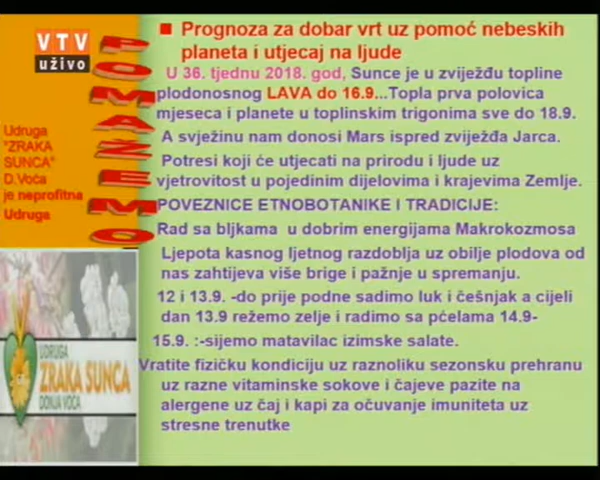 VTV
uživo
POMAŽEMO
Udruga
"ZRAKA
SUNCA"
D.Voća
je neprofitna
Udruga
UDRUGA
ZRAKA SUNCA
DONJA VOĆA
Prognoza za dobar vrt uz pomoć nebeskih
planeta i utjecaj na ljude
U 36. tjednu 2018. god, Sunce je u zviježđu topline
plodonosnog LAVA do 16.9...Topla prva polovica
mjeseca i planete u toplinskim trigonima sve do 18.9.
A svježinu nam donosi Mars ispred zviježđa Jarca.
Potresi koji će utjecati na prirodu i ljude uz
vjetrovitost u pojedinim dijelovima i krajevima Zemlje.
POVEZNICE ETNOBOTANIKE I TRADICIJE:
Rad sa bljkama u dobrim energijama Makrokozmosa
Ljepota kasnog ljetnog razdoblja uz obilje plodova od
nas zahtijeva više brige i pažnje u spremanju.
12 i 13.9. -do prije podne sadimo luk i češnjak a cijeli
dan 13.9 režemo zelje i radimo sa pćelama 14.9-
15.9. :-sijemo matavilac izimske salate.
Vratite fizičku kondiciju uz raznoliku sezonsku prehranu
uz razne vitaminske sokove i čajeve pazite na
alergene uz čaj i kapi za očuvanje imuniteta uz
stresne trenutke